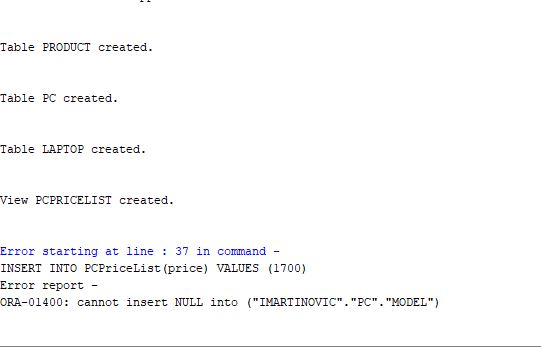 Table PRODUCT created.
Table PC created.
Table LAPTOP created.
View PCPRICELIST created.
Error starting at line : 37 in command -
INSERT INTO PCPriceList(price) VALUES (1700)
Error report -
ORA-01400: cannot insert NULL into ("IMARTINOVIC"."PC"."MODEL")